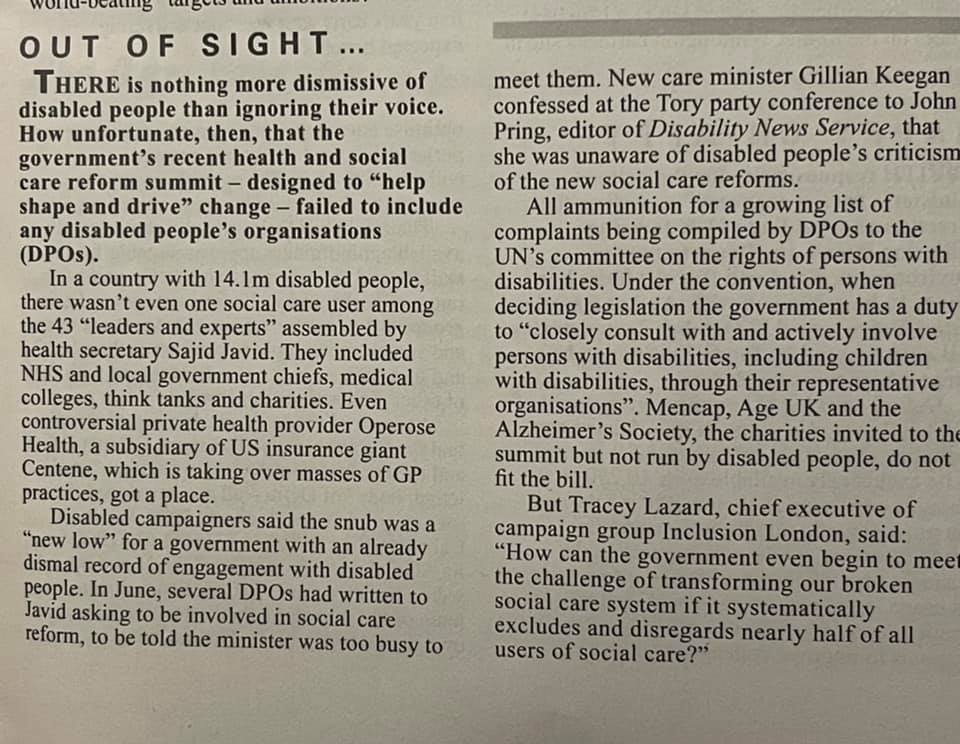 world-beating" targets and ambitions.
OUT OF SIGHT...
THERE is nothing more dismissive of
disabled people than ignoring their voice.
How unfortunate, then, that the
government's recent health and social
care reform summit – designed to "help
shape and drive" change – failed to include
any disabled people's organisations
(DPOs).
In a country with 14.1m disabled people,
there wasn't even one social care user among
the 43 "leaders and experts" assembled by
health secretary Sajid Javid. They included
NHS and local government chiefs, medical
colleges, think tanks and charities. Even
controversial private health provider Operose
Health, a subsidiary of US insurance giant
Centene, which is taking over masses of GP
practices, got a place.
Disabled campaigners said the snub was a
"new low" for a government with an already
dismal record of engagement with disabled
people. In June, several DPOs had written to
Javid asking to be involved in social care
reform, to be told the minister was too busy to
meet them. New care minister Gillian Keegan
confessed at the Tory party conference to John
Pring, editor of Disability News Service, that
she was unaware of disabled people's criticism
of the new social care reforms.
All ammunition for a growing list of
complaints being compiled by DPOs to the
UN's committee on the rights of persons with
disabilities. Under the convention, when
deciding legislation the government has a duty
to "closely consult with and actively involve
persons with disabilities, including children
with disabilities, through their representative
organisations". Mencap, Age UK and the
Alzheimer's Society, the charities invited to the
summit but not run by disabled people, do not
fit the bill.
But Tracey Lazard, chief executive of
campaign group Inclusion London, said:
"How can the government even begin to meet
the challenge of transforming our broken
social care system if it systematically
excludes and disregards nearly half of all
users of social care?"